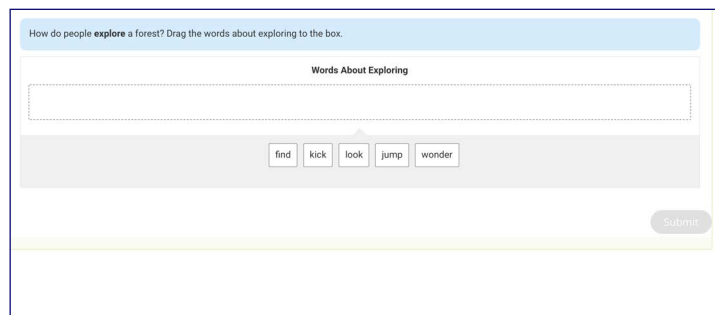 How do people explore a forest? Drag the words about exploring to the box.
Words About Exploring
find kick look jump wonder
Submit